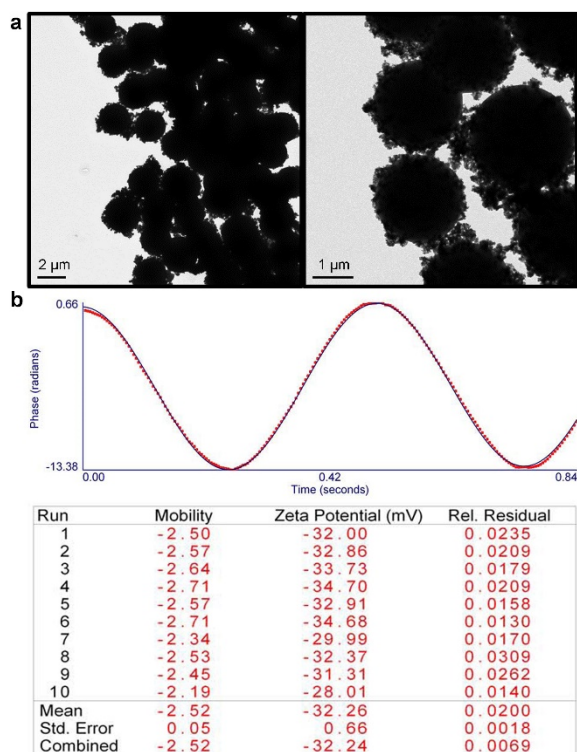 a
2 µm
1 µm
b
0.66
Phase (radians)
-13.38
0.00
0.42
0.84
Time (seconds)
Run Mobility Zeta Potential (mV) Rel. Residual
1 -2.50 -32.00 0.0235
2 -2.57 -32.86 0.0209
3 -2.64 -33.73 0.0179
4 -2.71 -34.70 0.0209
5 -2.57 -32.91 0.0158
6 -2.71 -34.68 0.0130
7 -2.34 -29.99 0.0170
8 -2.53 -32.37 0.0309
9 -2.45 -31.31 0.0262
10 -2.19 -28.01 0.0140
Mean -2.52 -32.26 0.0200
Std. Error 0.05 0.66 0.0018
Combined -2.52 -32.24 0.0069